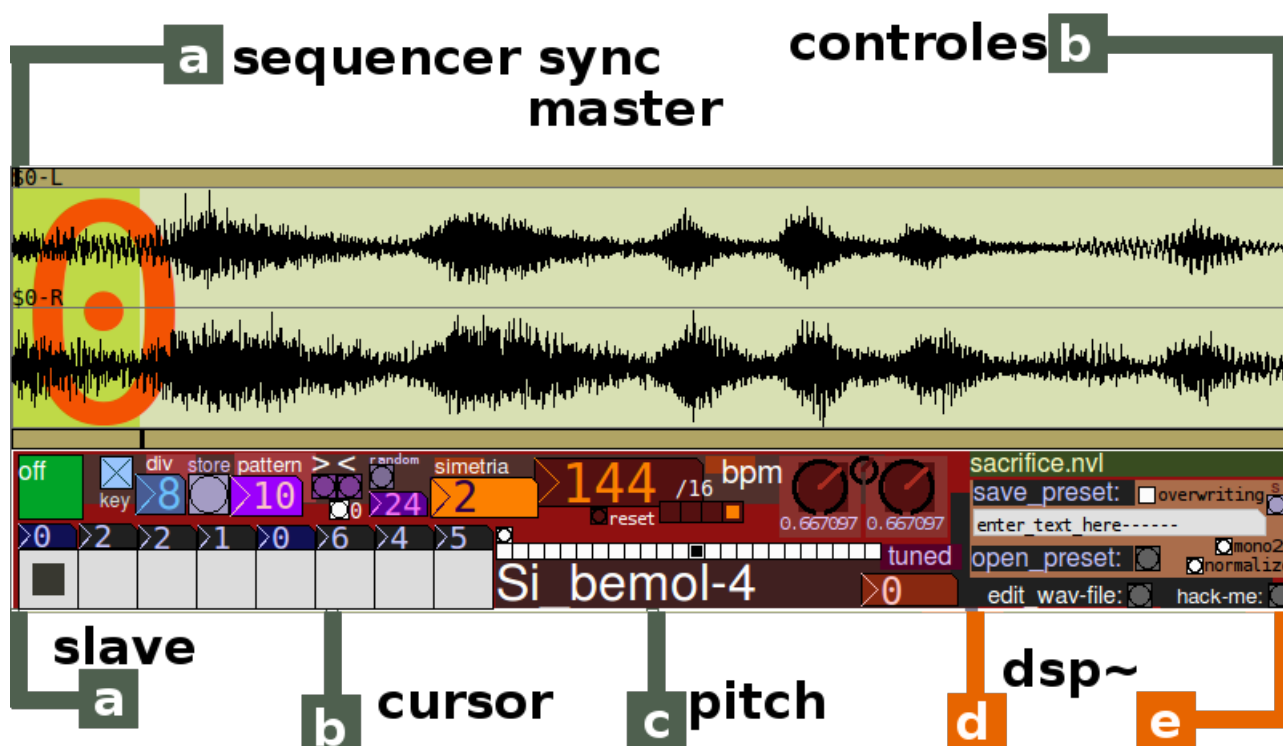 a sequencer sync master
controles b
$0-L
$0-R
0
off
key
div
8
store
pattern
10
> <
0
random
24
simetria
2
144
/16
bpm
reset
0.667097 0.667097
0 2 2 1 0 6 4 5
Si_bemol-4
tuned
0
sacrifice.nvl
save_preset:
overwriting
s
enter_text_here------
open_preset:
mono2
normaliz
edit_wav-file:
hack-me:
slave
a
b cursor
c pitch
d dsp~
e